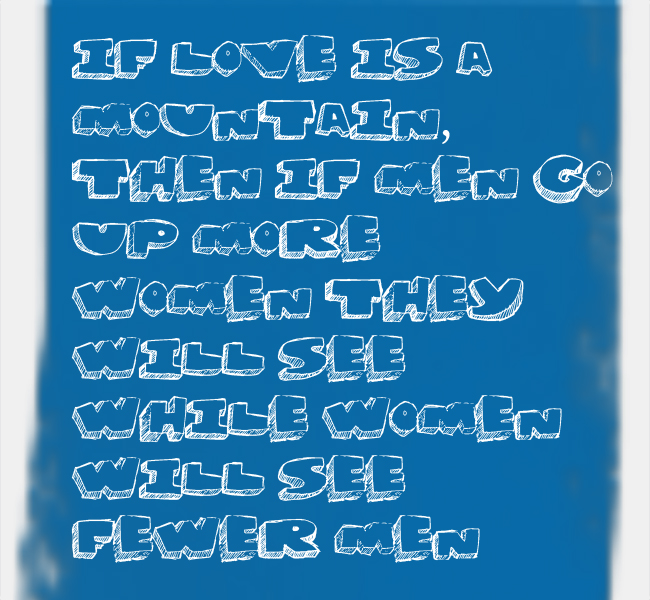 IF LOVE IS A
MOUNTAIN,
THEN IF MEN GO
UP MORE
WOMEN THEY
WILL SEE
WHILE WOMEN
WILL SEE
FEWER MEN